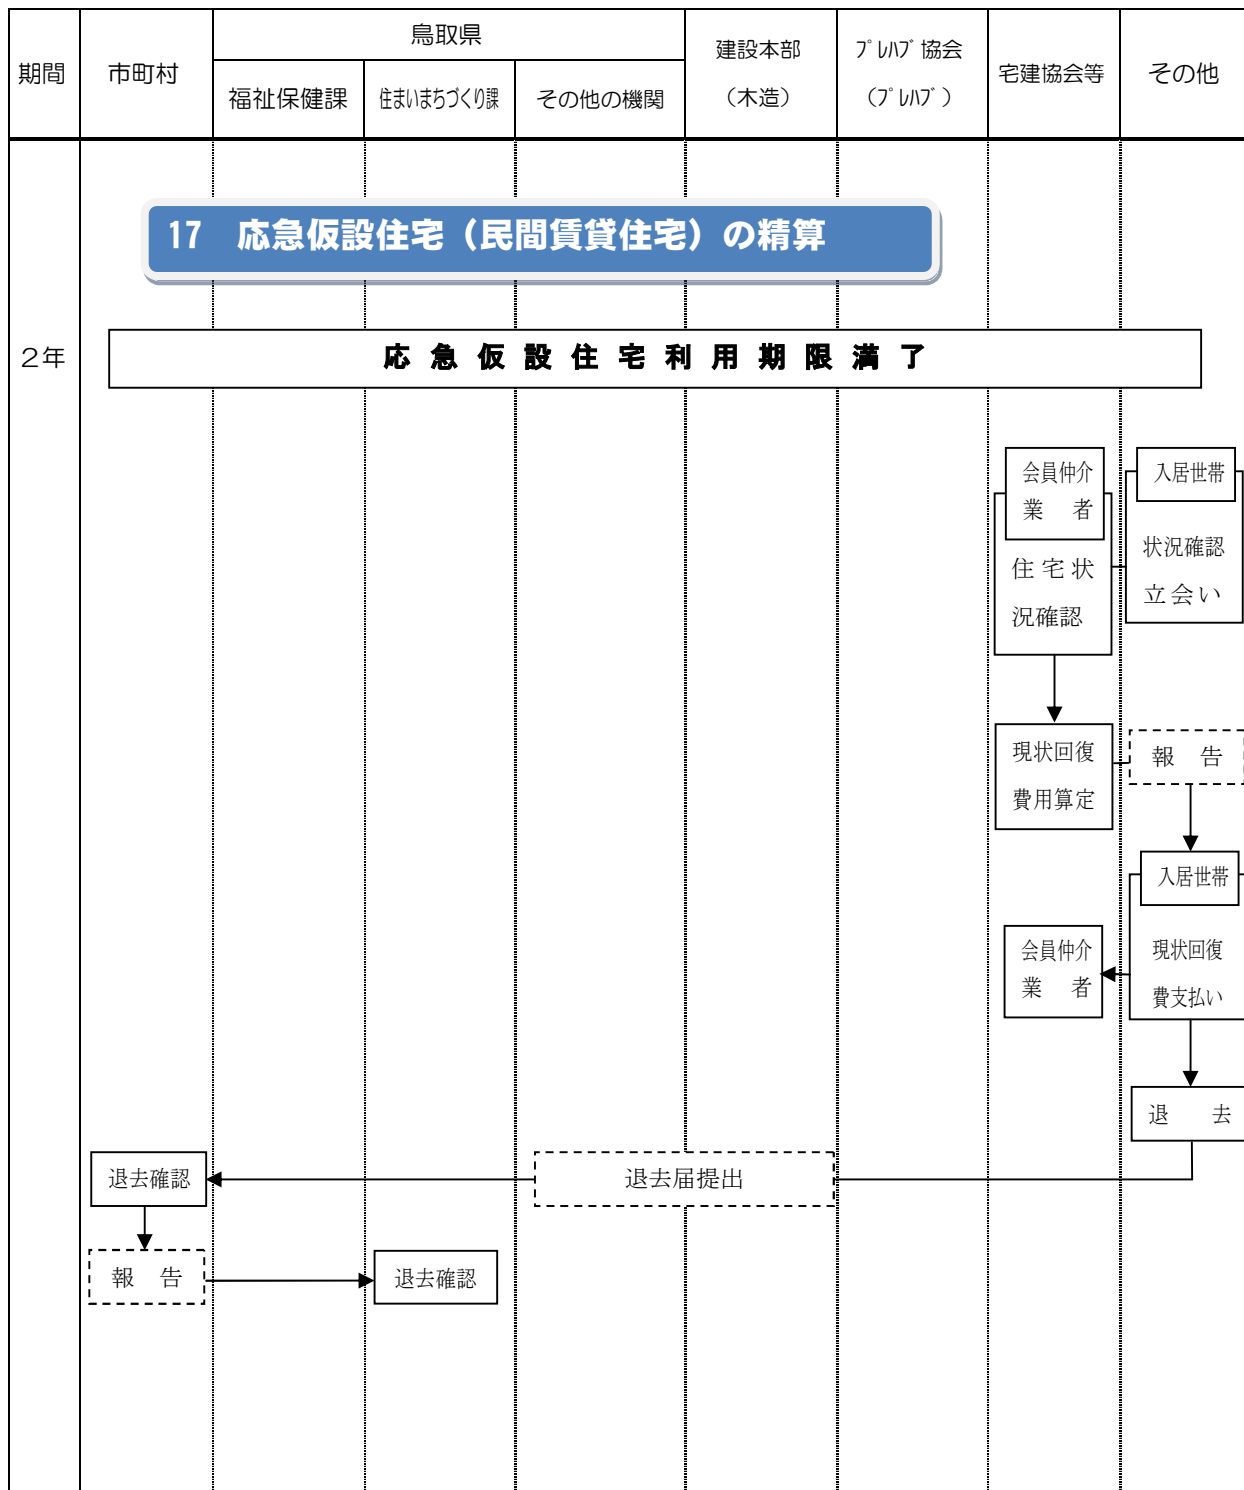 期間
市町村
鳥取県
福祉保健課
住まいまちづくり課
その他の機関
建設本部
（木造）
ﾌﾟﾚﾊﾌﾞ協会
（ﾌﾟﾚﾊﾌﾞ）
宅建協会等
その他
17　応急仮設住宅（民間賃貸住宅）の精算
２年
応急仮設住宅利用期限満了
会員仲介
業　者
住宅状
況確認
入居世帯
状況確認
立会い
現状回復
費用算定
報　告
入居世帯
現状回復
費支払い
会員仲介
業　者
退　去
退去届提出
退去確認
報　告
退去確認